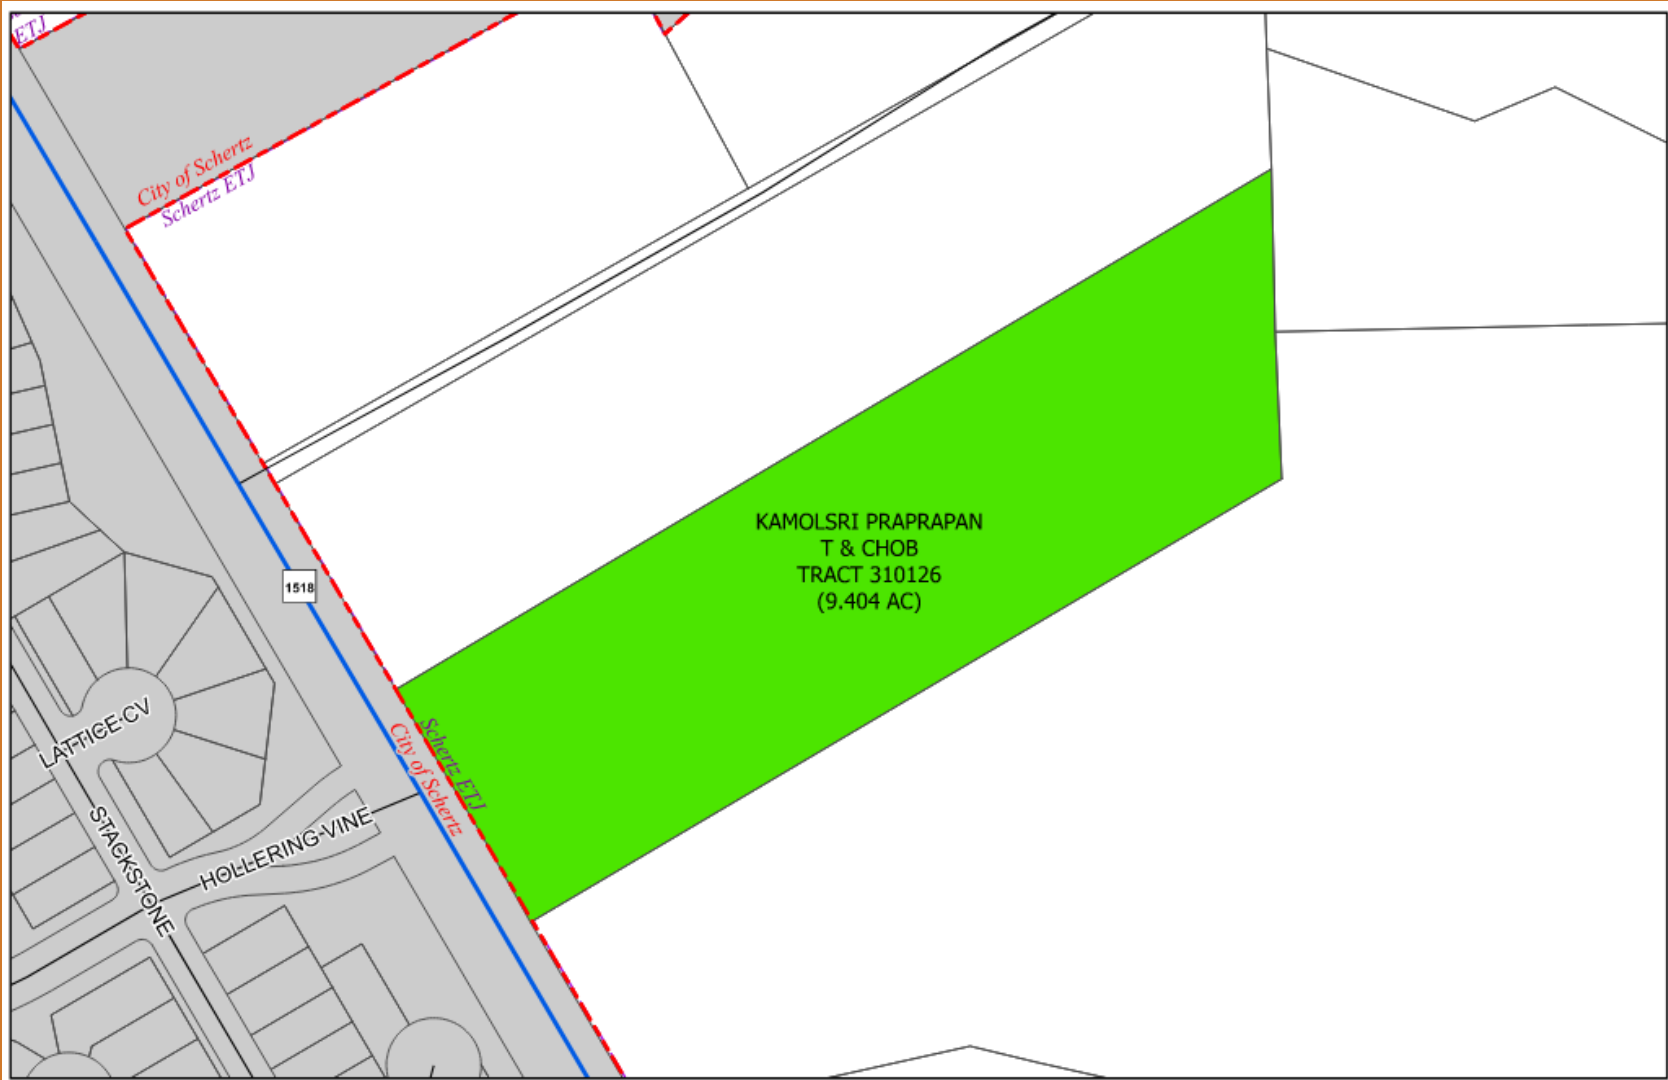 ETJ
City of Schertz
Schertz ETJ
KAMOLSRI PRAPRAPAN
T & CHOB
TRACT 310126
(9.404 AC)
1518
Schertz ETJ
City of Schertz
LATTICE CV
HOLLERING VINE
STACKSTONE